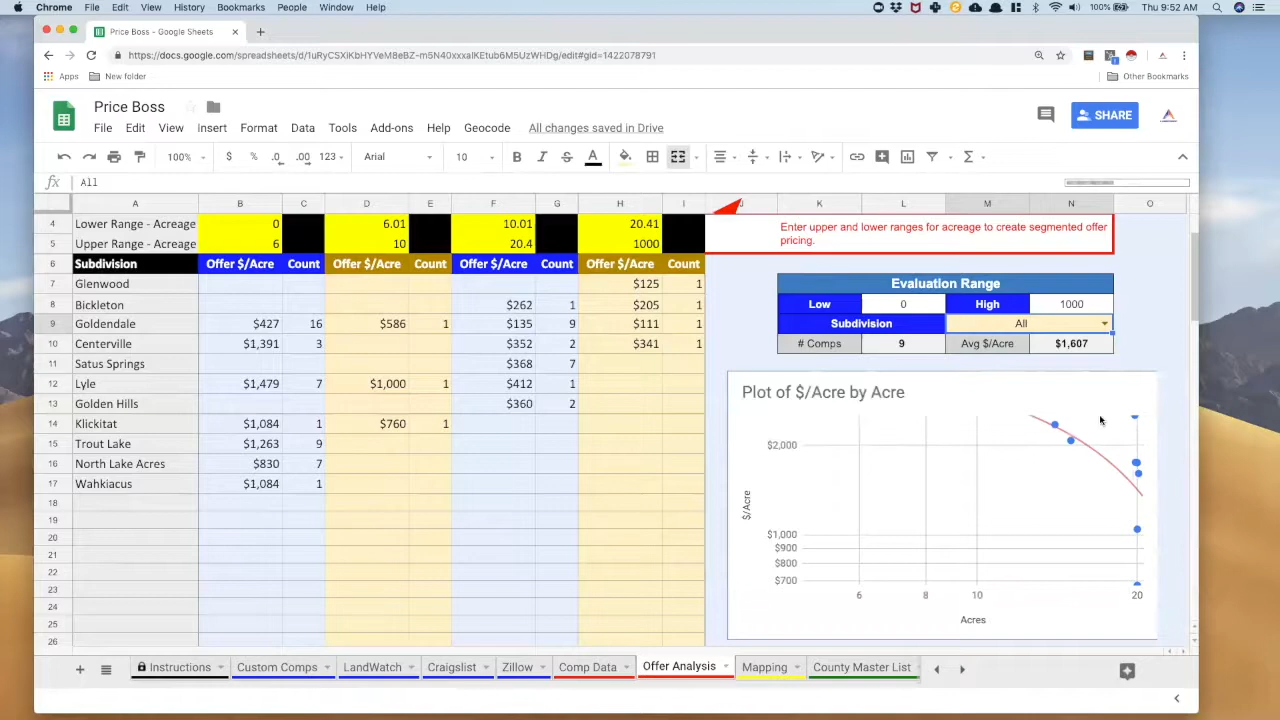 Chrome File Edit View History Bookmarks People Window Help 100% Thu 9:52 AM
Price Boss - Google Sheets
https://docs.google.com/spreadsheets/d/1uRyCSXiKbHYVeM8eBZ-m5N40xxxaIKEtub6M5UzWHDg/edit#gid=1422078791
Apps New folder Other Bookmarks
Price Boss
File Edit View Insert Format Data Tools Add-ons Help Geocode All changes saved in Drive
SHARE
100% $ % .0 .00 123 Arial 10 B I S A
fx All
A B C D E F G H I J K L M N O
4 Lower Range - Acreage 0 6.01 10.01 20.41
5 Upper Range - Acreage 6 10 20.4 1000
6 Subdivision Offer $/Acre Count Offer $/Acre Count Offer $/Acre Count Offer $/Acre Count
7 Glenwood $125 1
8 Bickleton $262 1 $205 1
9 Goldendale $427 16 $586 1 $135 9 $111 1
10 Centerville $1,391 3 $352 2 $341 1
11 Satus Springs $368 7
12 Lyle $1,479 7 $1,000 1 $412 1
13 Golden Hills $360 2
14 Klickitat $1,084 1 $760 1
15 Trout Lake $1,263 9
16 North Lake Acres $830 7
17 Wahkiacus $1,084 1
18
19
20
21
22
23
24
25
26
Enter upper and lower ranges for acreage to create segmented offer
pricing.
Evaluation Range
Low 0 High 1000
Subdivision All
# Comps 9 Avg $/Acre $1,607
Plot of $/Acre by Acre
$/Acre
$2,000
$1,000
$900
$800
$700
6 8 10 20
Acres
Instructions Custom Comps LandWatch Craigslist Zillow Comp Data Offer Analysis Mapping County Master List